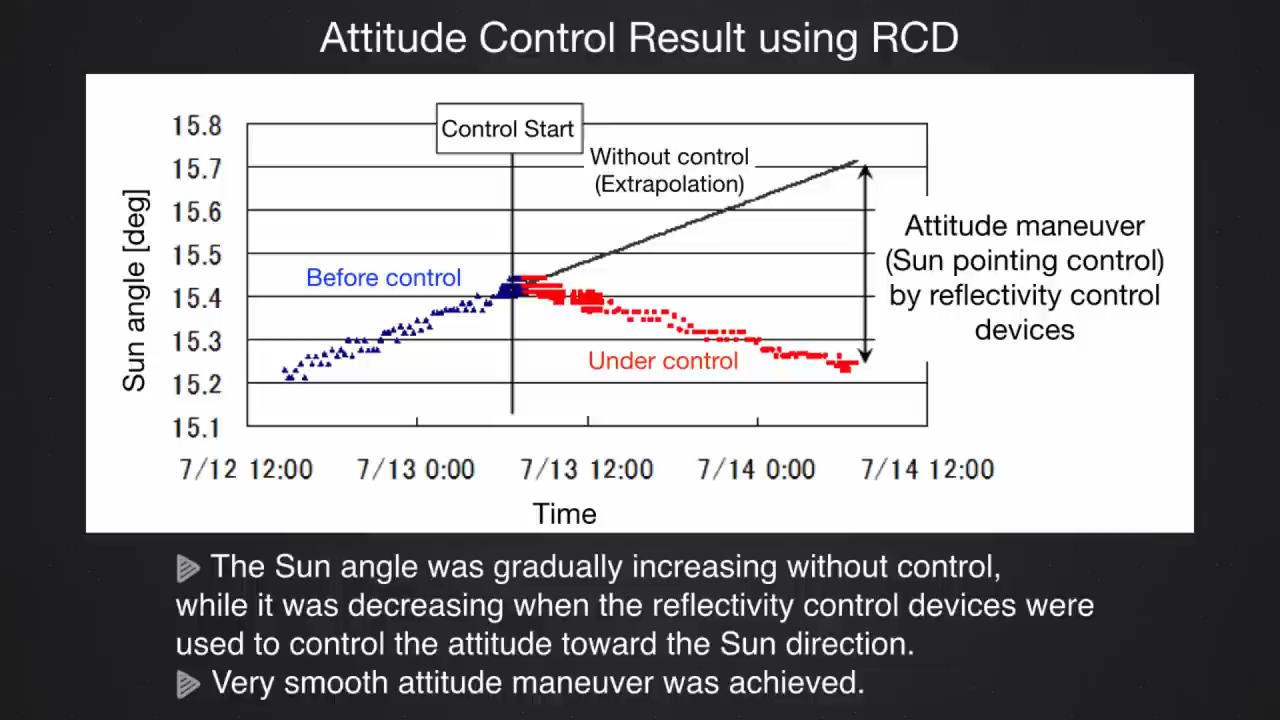 Attitude Control Result using RCD
Control Start
15.8
15.7
15.6
15.5
15.4
15.3
15.2
15.1
Sun angle [deg]
Without control
(Extrapolation)
Before control
Under control
Attitude maneuver
(Sun pointing control)
by reflectivity control
devices
7/12 12:00
7/13 0:00
7/13 12:00
7/14 0:00
7/14 12:00
Time
The Sun angle was gradually increasing without control,
while it was decreasing when the reflectivity control devices were
used to control the attitude toward the Sun direction.
Very smooth attitude maneuver was achieved.